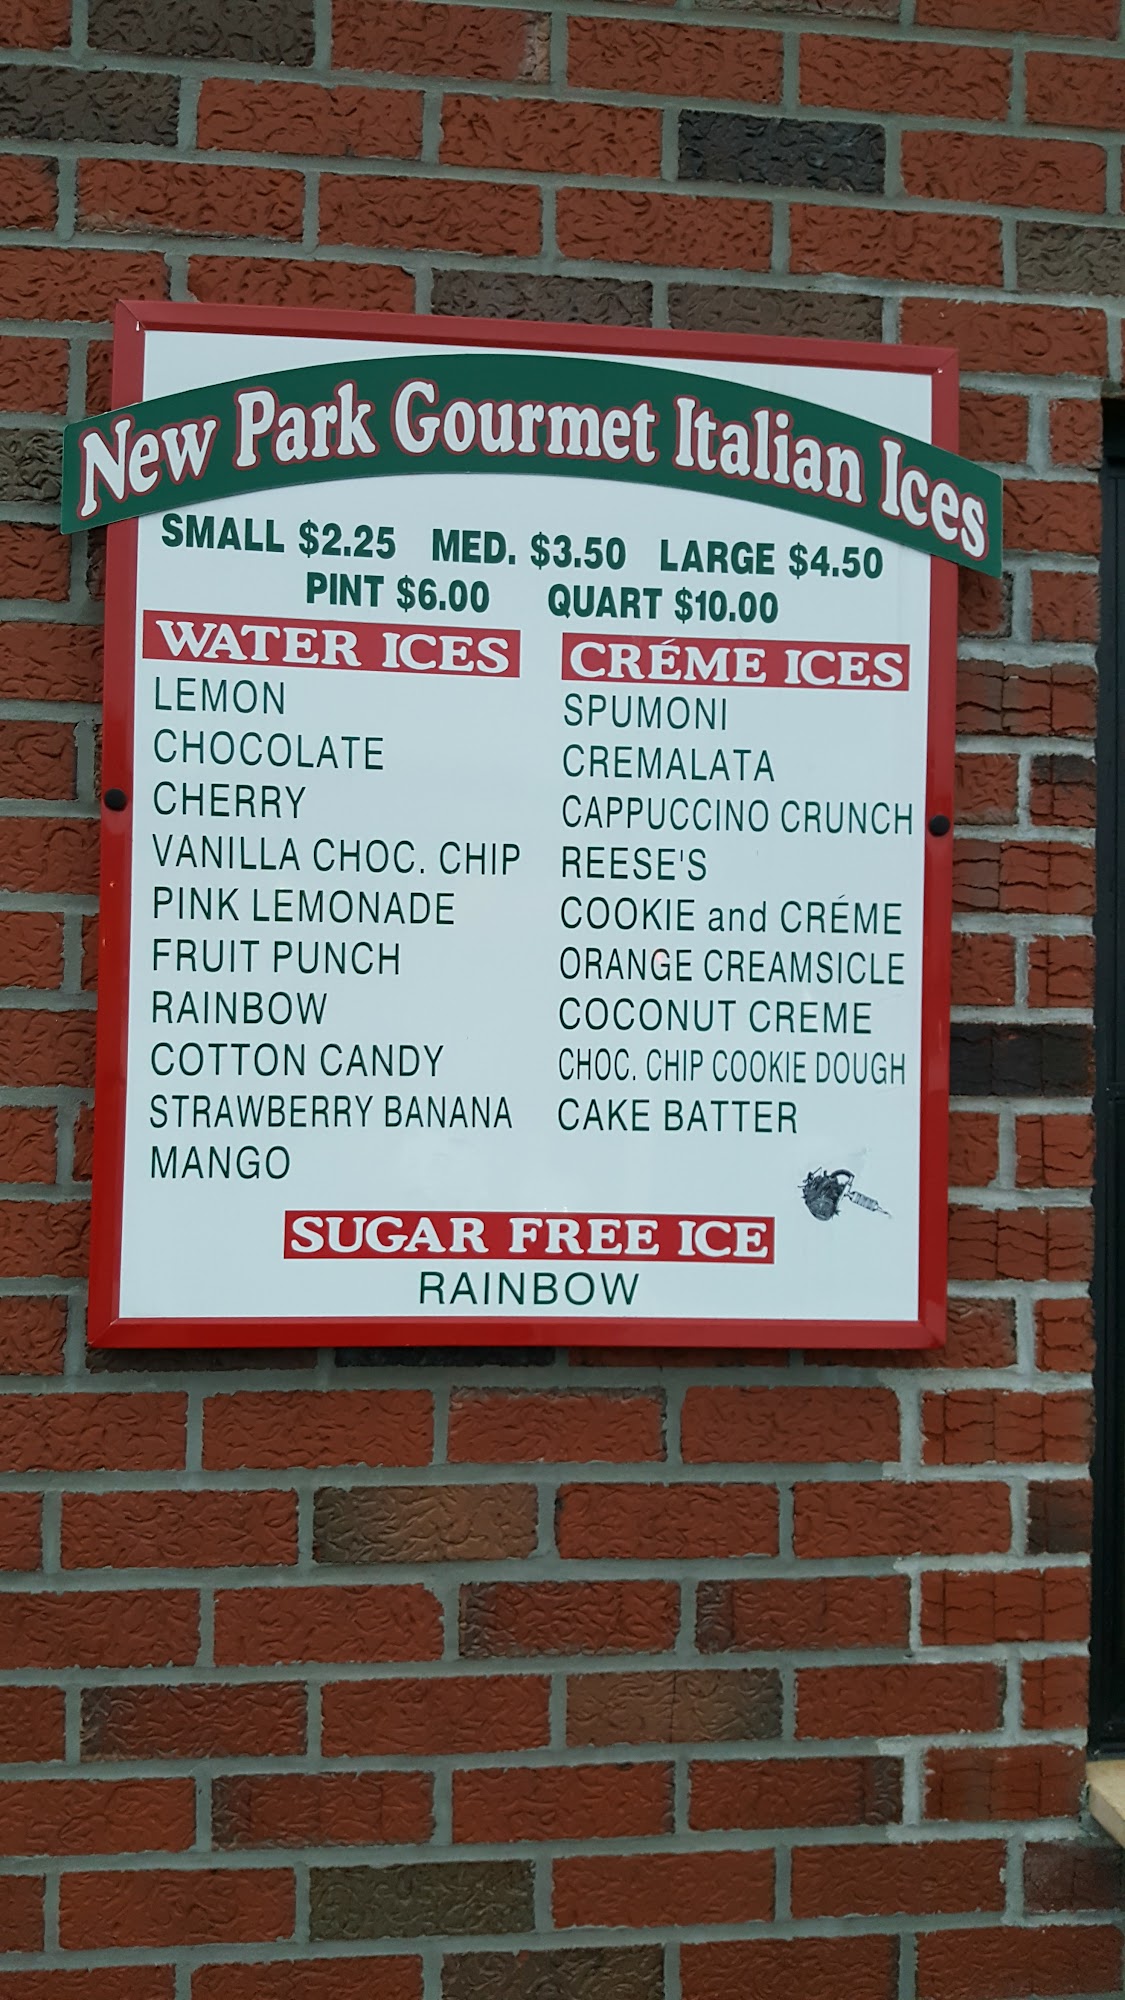 New Park Gourmet Italian Ices
SMALL $2.25 MED. $3.50 LARGE $4.50
PINT $6.00 QUART $10.00
WATER ICES
LEMON
CHOCOLATE
CHERRY
VANILLA CHOC. CHIP
PINK LEMONADE
FRUIT PUNCH
RAINBOW
COTTON CANDY
STRAWBERRY BANANA
MANGO
CRÉME ICES
SPUMONI
CREMALATA
CAPPUCCINO CRUNCH
REESE'S
COOKIE and CRÉME
ORANGE CREAMSICLE
COCONUT CREME
CHOC. CHIP COOKIE DOUGH
CAKE BATTER
SUGAR FREE ICE
RAINBOW